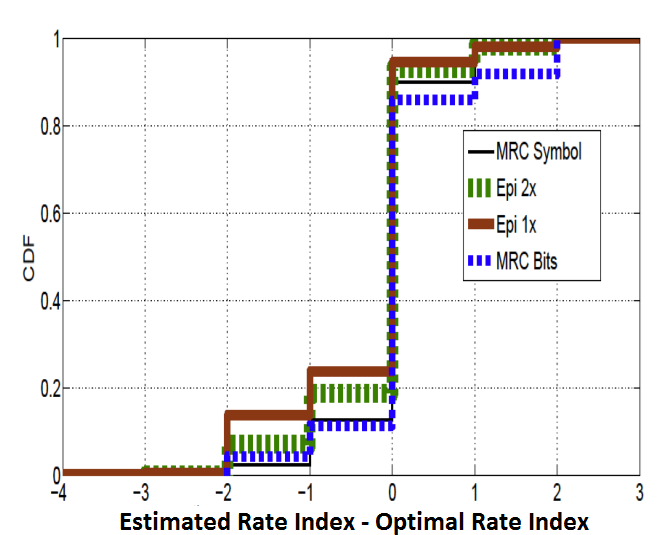 1
0.8
0.6
0.4
0.2
0
CDF
MRC Symbol
Epi 2x
Epi 1x
MRC Bits
−4 −3 −2 −1 0 1 2 3
Estimated Rate Index - Optimal Rate Index